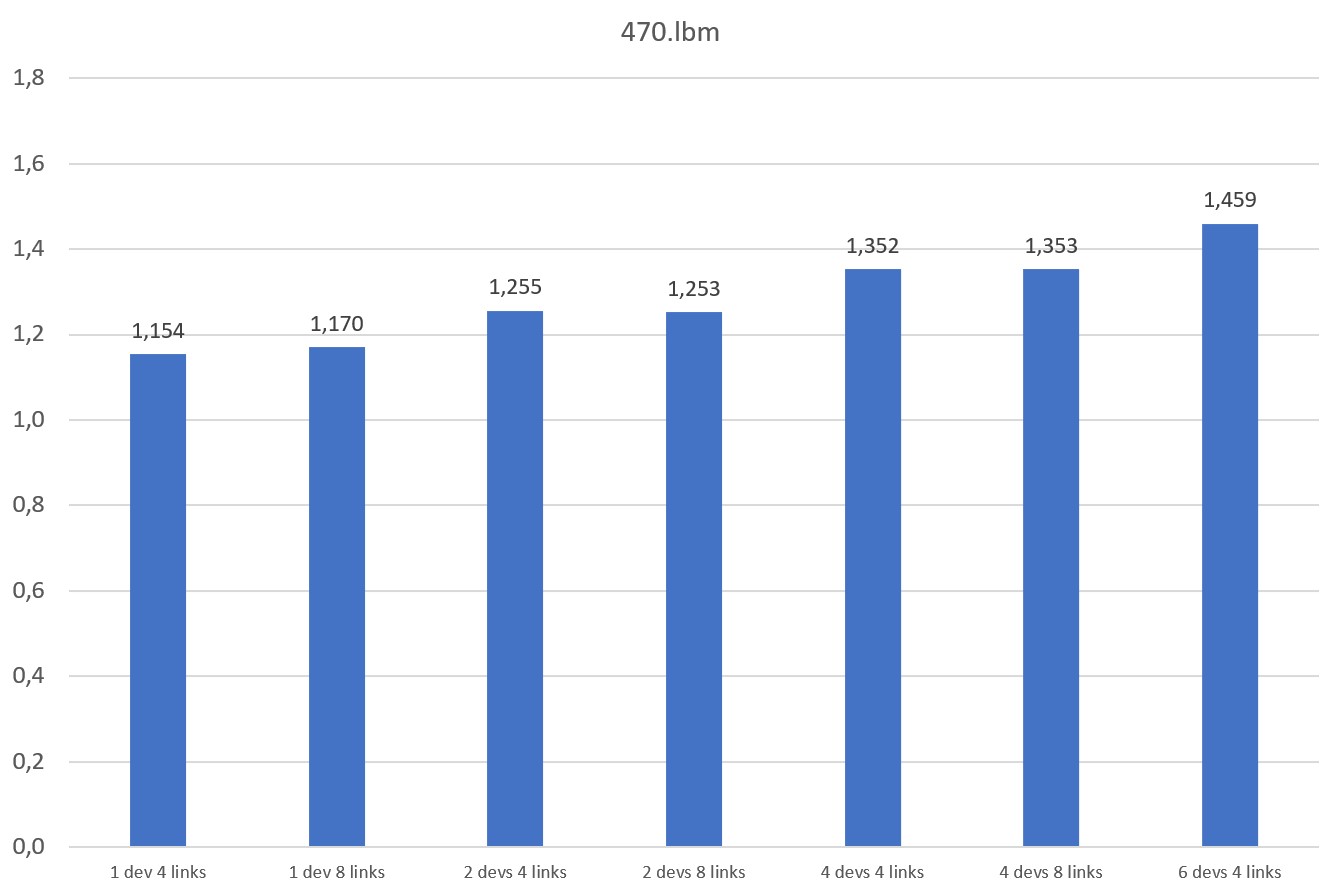 470.lbm
1,8
1,6
1,4
1,2
1,0
0,8
0,6
0,4
0,2
0,0
1,154
1,170
1,255
1,253
1,352
1,353
1,459
1 dev 4 links
1 dev 8 links
2 devs 4 links
2 devs 8 links
4 devs 4 links
4 devs 8 links
6 devs 4 links